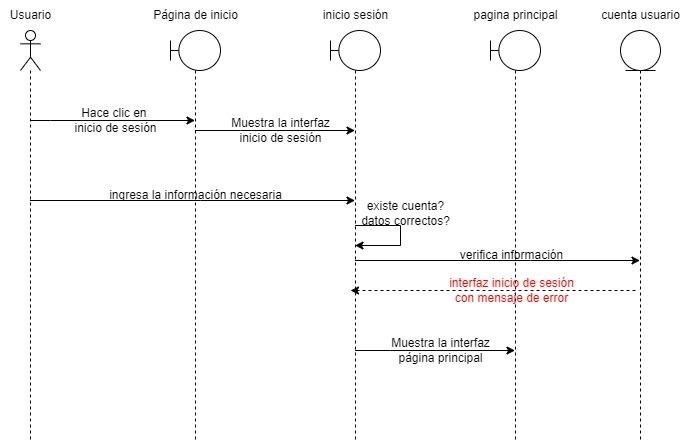 Usuario
Página de inicio
inicio sesión
pagina principal
cuenta usuario
Hace clic en
inicio de sesión
Muestra la interfaz
inicio de sesión
ingresa la información necesaria
existe cuenta?
datos correctos?
verifica información
interfaz inicio de sesión
con mensaje de error
Muestra la interfaz
página principal